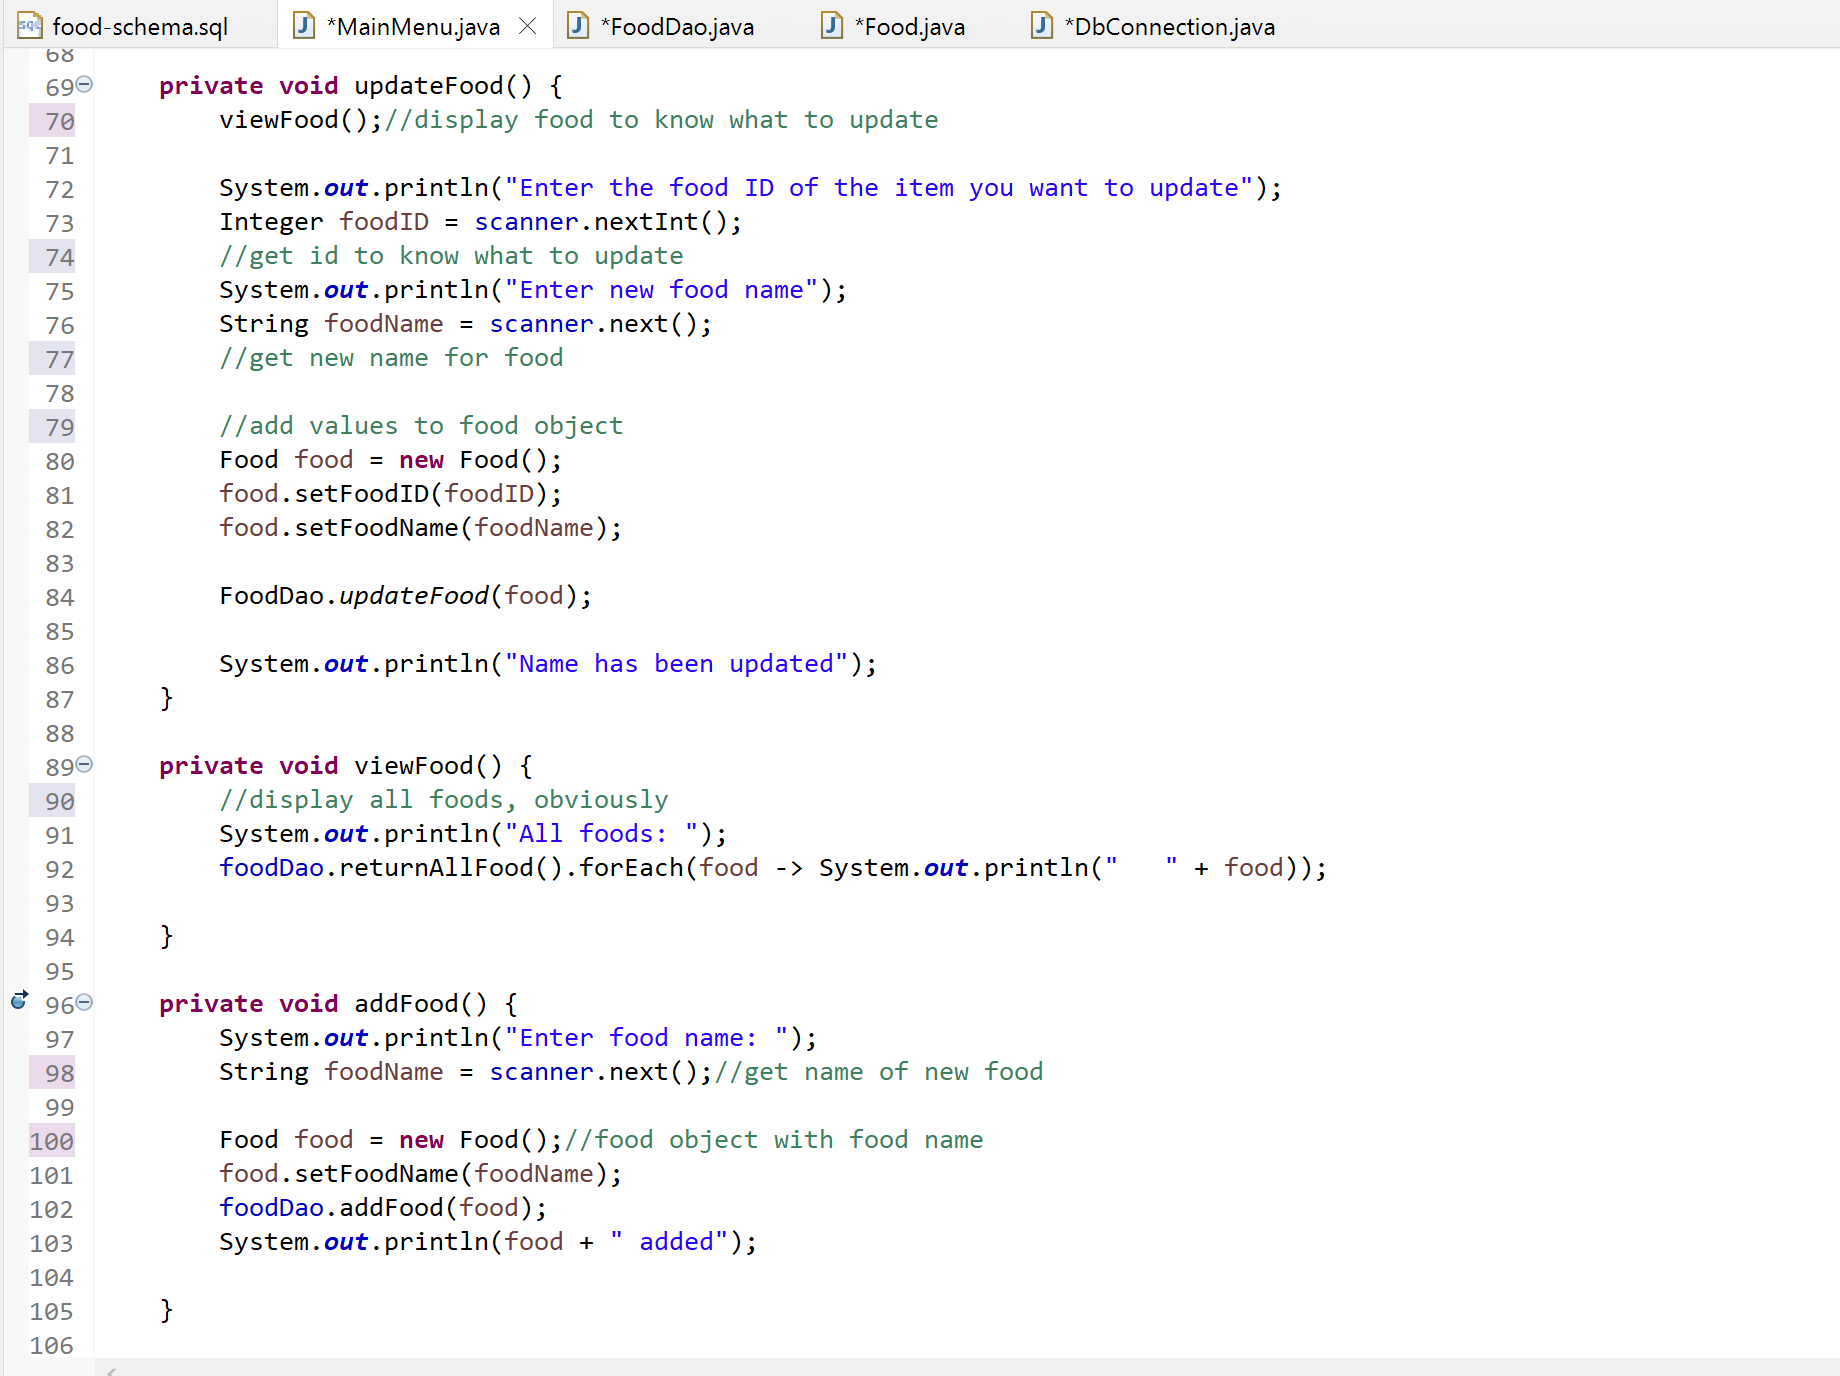 food-schema.sql *MainMenu.java *FoodDao.java *Food.java *DbConnection.java
68
69 private void updateFood() {
70 viewFood();//display food to know what to update
71
72 System.out.println("Enter the food ID of the item you want to update");
73 Integer foodID = scanner.nextInt();
74 //get id to know what to update
75 System.out.println("Enter new food name");
76 String foodName = scanner.next();
77 //get new name for food
78
79 //add values to food object
80 Food food = new Food();
81 food.setFoodID(foodID);
82 food.setFoodName(foodName);
83
84 FoodDao.updateFood(food);
85
86 System.out.println("Name has been updated");
87 }
88
89 private void viewFood() {
90 //display all foods, obviously
91 System.out.println("All foods: ");
92 foodDao.returnAllFood().forEach(food -> System.out.println("   " + food));
93
94 }
95
96 private void addFood() {
97 System.out.println("Enter food name: ");
98 String foodName = scanner.next();//get name of new food
99
100 Food food = new Food();//food object with food name
101 food.setFoodName(foodName);
102 foodDao.addFood(food);
103 System.out.println(food + " added");
104
105 }
106